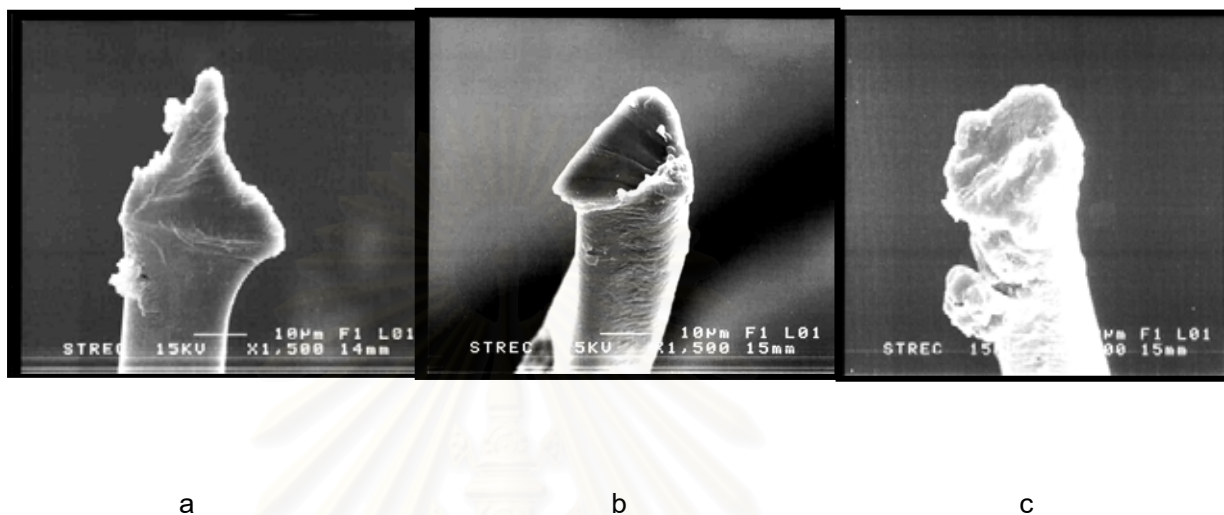 10µm F1 L01
STREC 15KV X1,500 14mm
10µm F1 L01
STREC 5KV X1,500 15mm
µm F1 L01
STREC 15 00 15mm
a b c